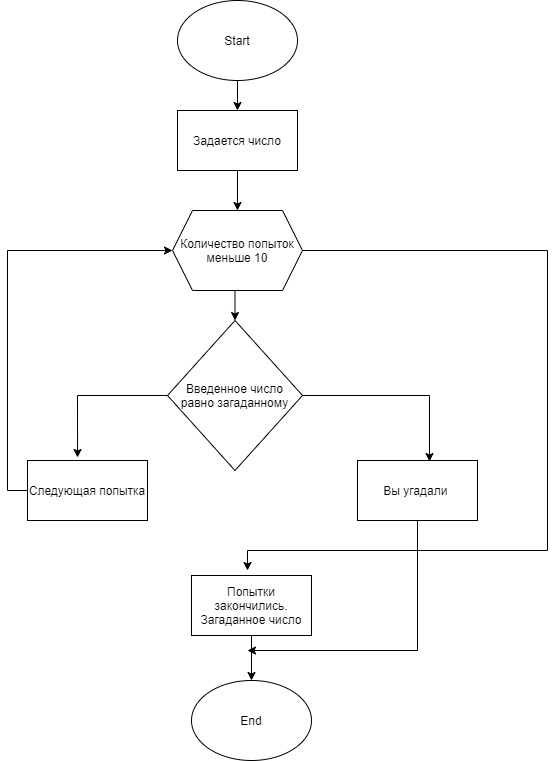 Start
Задается число
Количество попыток
меньше 10
Введенное число
равно загаданному
Следующая попытка
Вы угадали
Попытки
закончились.
Загаданное число
End